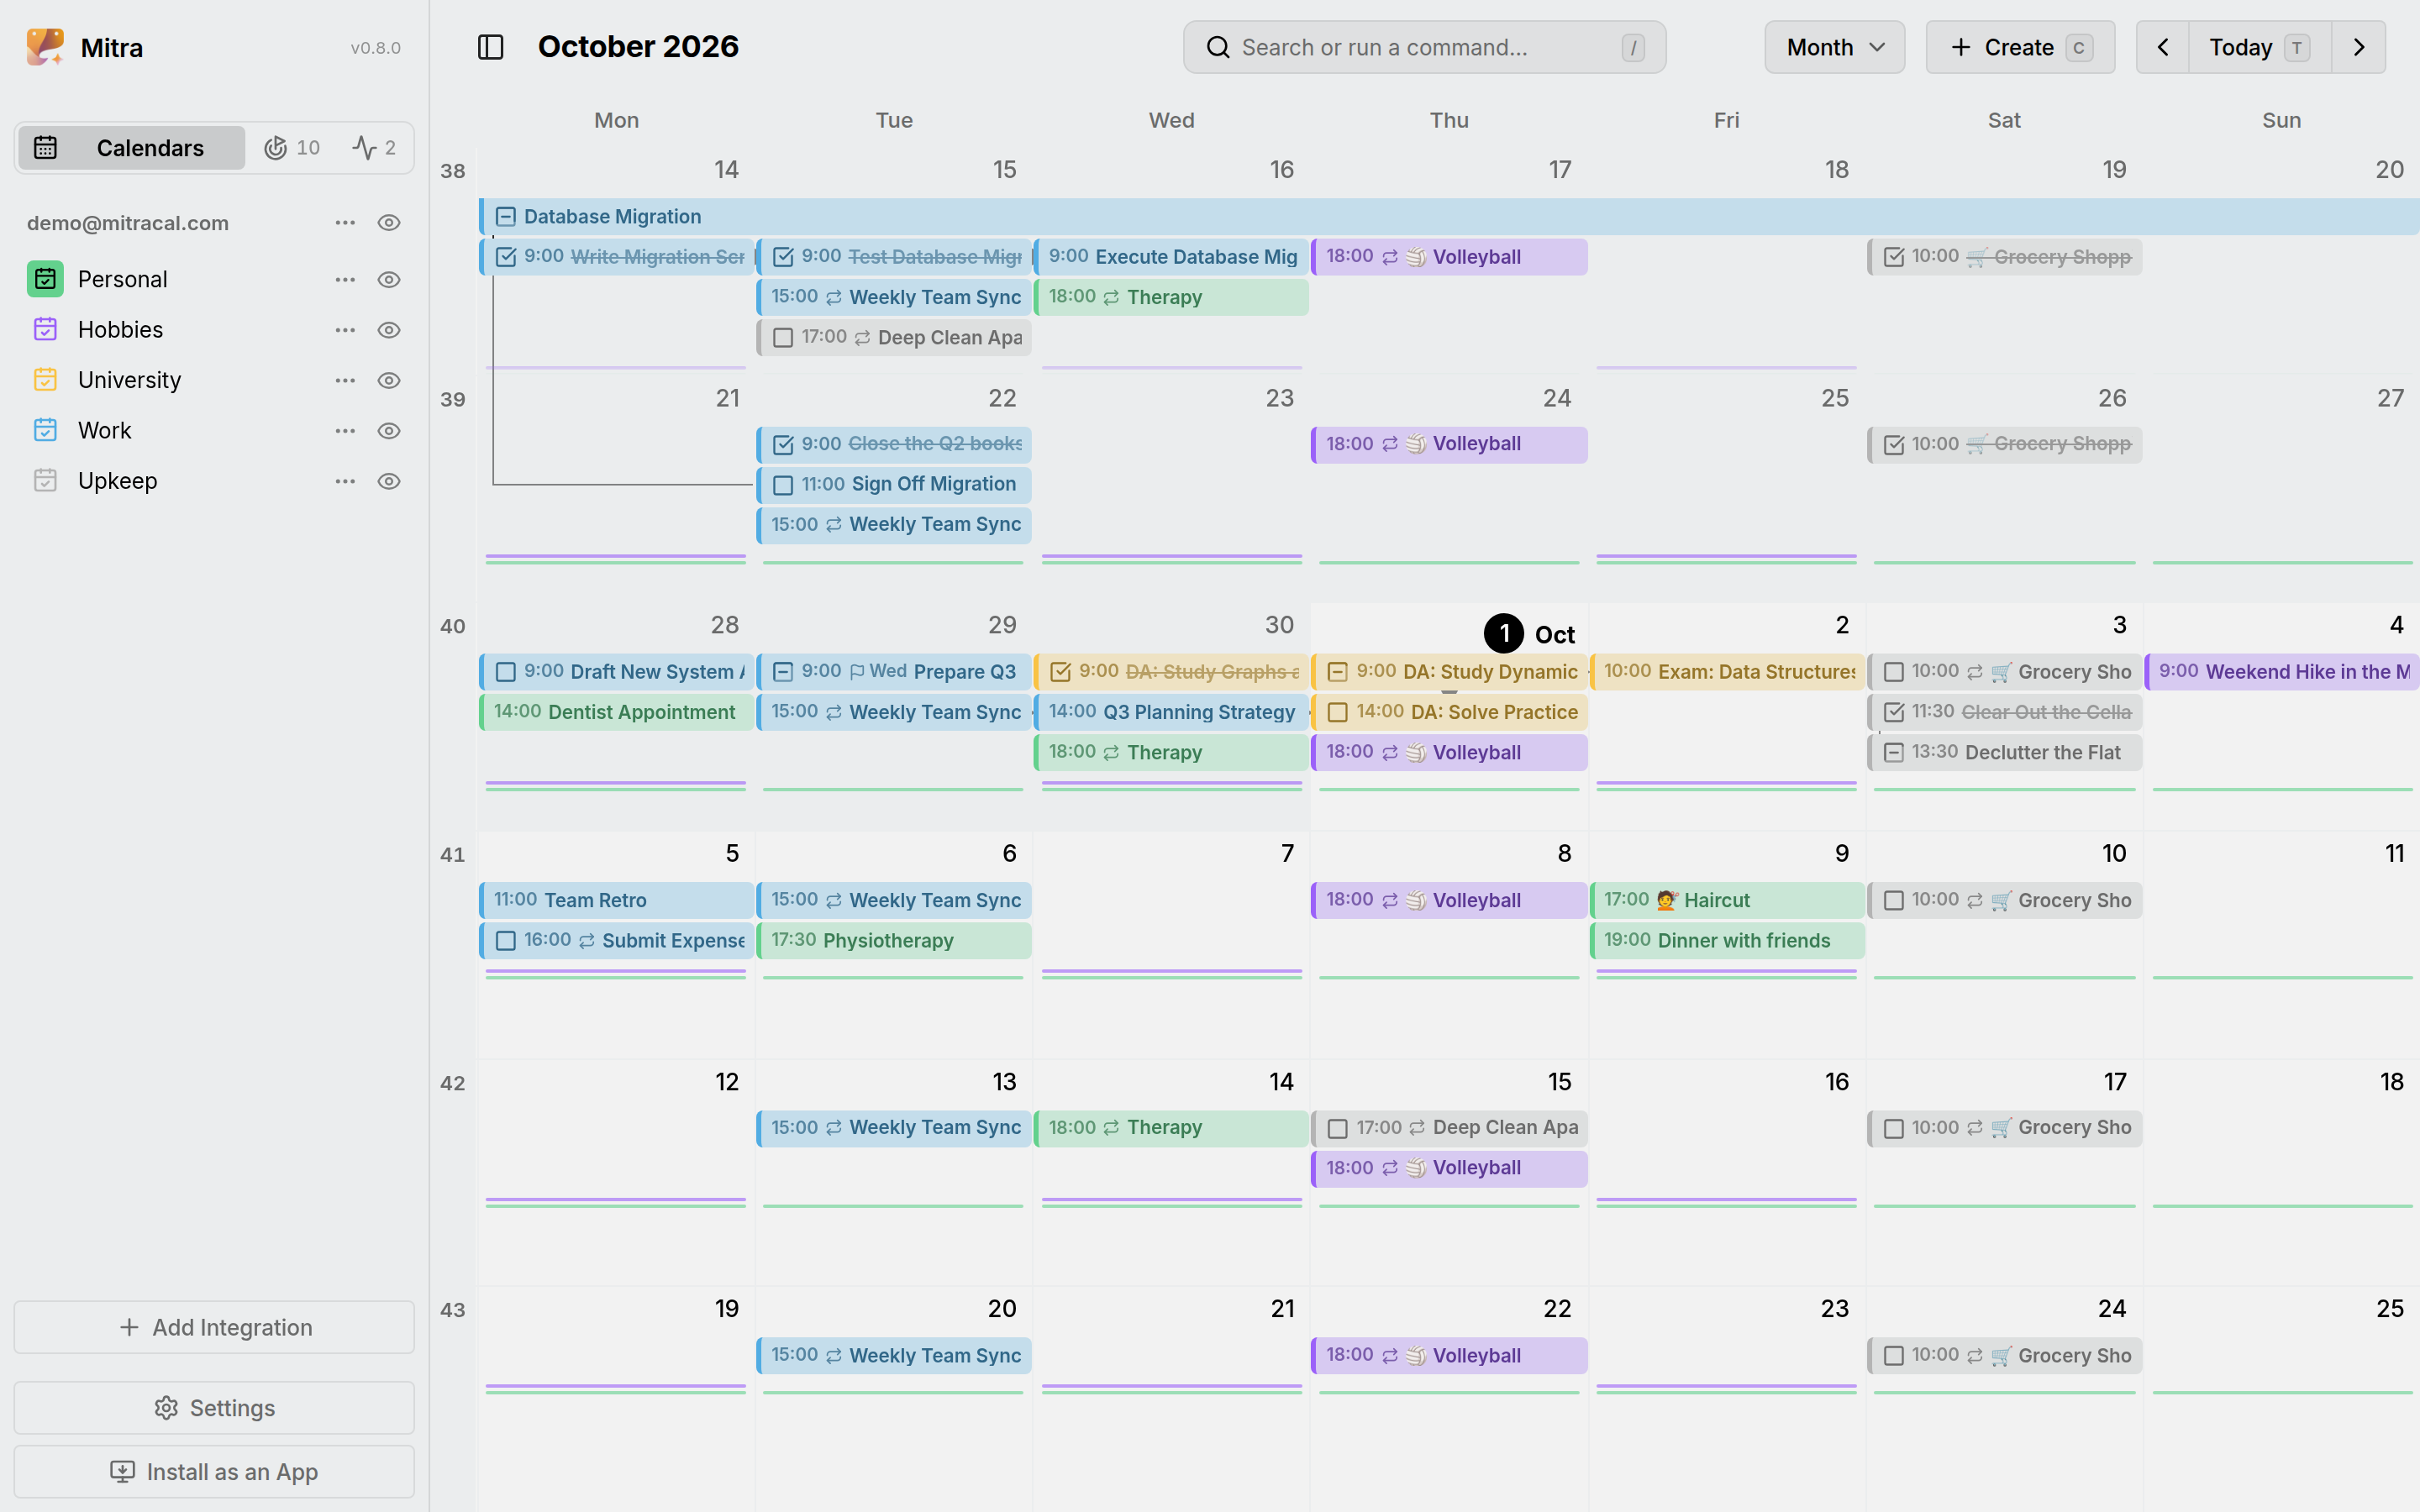 Mitra v0.8.0
October 2026
Search or run a command... /
Month
Create C
Today T
Calendars 10 2
demo@mitracal.com
Personal
Hobbies
University
Work
Upkeep
Add Integration
Settings
Install as an App
Mon Tue Wed Thu Fri Sat Sun
38 14 15 16 17 18 19 20
Database Migration
9:00 Write Migration Scr 9:00 Test Database Migr 9:00 Execute Database Mig 18:00 Volleyball 10:00 Grocery Shopp
15:00 Weekly Team Sync 18:00 Therapy
17:00 Deep Clean Apa
39 21 22 23 24 25 26 27
9:00 Close the Q2 books 18:00 Volleyball 10:00 Grocery Shopp
11:00 Sign Off Migration
15:00 Weekly Team Sync
40 28 29 30 1 Oct 2 3 4
9:00 Draft New System A 9:00 Wed Prepare Q3 9:00 DA: Study Graphs a 9:00 DA: Study Dynamic 10:00 Exam: Data Structures 10:00 Grocery Sho 9:00 Weekend Hike in the M
14:00 Dentist Appointment 15:00 Weekly Team Sync 14:00 Q3 Planning Strategy 14:00 DA: Solve Practice 11:30 Clear Out the Cella
18:00 Therapy 18:00 Volleyball 13:30 Declutter the Flat
41 5 6 7 8 9 10 11
11:00 Team Retro 15:00 Weekly Team Sync 18:00 Volleyball 17:00 Haircut 10:00 Grocery Sho
16:00 Submit Expense 17:30 Physiotherapy 19:00 Dinner with friends
42 12 13 14 15 16 17 18
15:00 Weekly Team Sync 18:00 Therapy 17:00 Deep Clean Apa 10:00 Grocery Sho
18:00 Volleyball
43 19 20 21 22 23 24 25
15:00 Weekly Team Sync 18:00 Volleyball 10:00 Grocery Sho